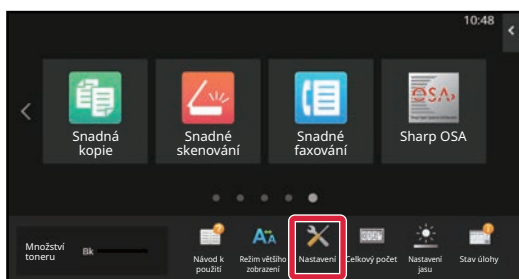 10:48
Snadná
kopie
Snadné
skenování
Snadné
faxování
OSA
Sharp OSA
Množství
toneru
Bk
Návod k
použití
Režim většího
zobrazení
Nastavení
Celkový počet
Nastavení
jasu
Stav úlohy